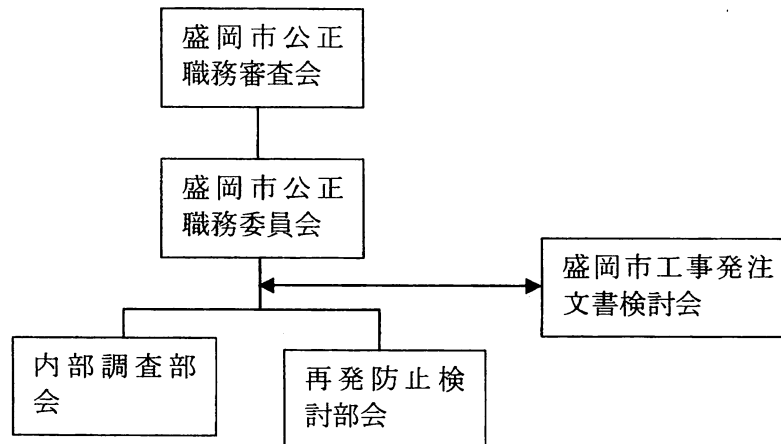 盛岡市公正
職務審査会
盛岡市公正
職務委員会
盛岡市工事発注
文書検討会
内部調査部
会
再発防止検
討部会